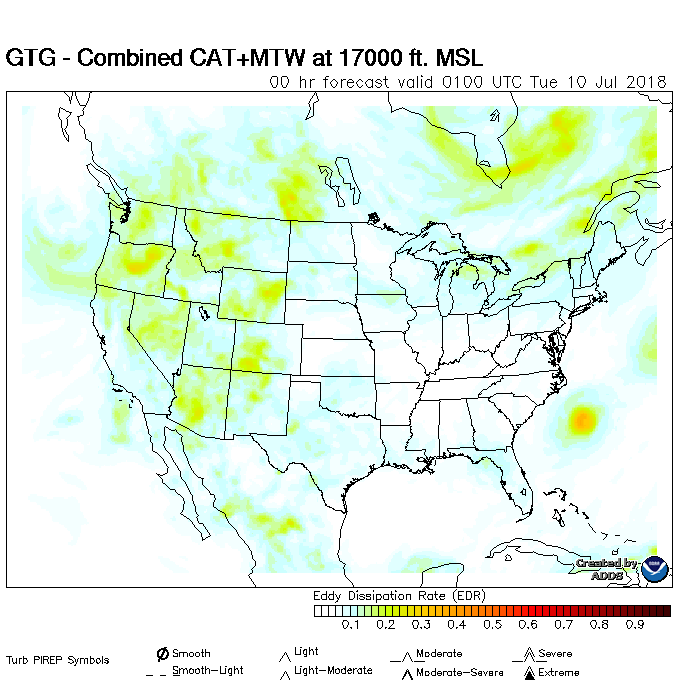 GTG - Combined CAT+MTW at 17000 ft. MSL
00 hr forecast valid 0100 UTC Tue 10 Jul 2018
Created by
ADDS
Eddy Dissipation Rate (EDR)
0.1 0.2 0.3 0.4 0.5 0.6 0.7 0.8 0.9
Turb PIREP Symbols
Smooth
Smooth-Light
Light
Light-Moderate
Moderate
Moderate-Severe
Severe
Extreme